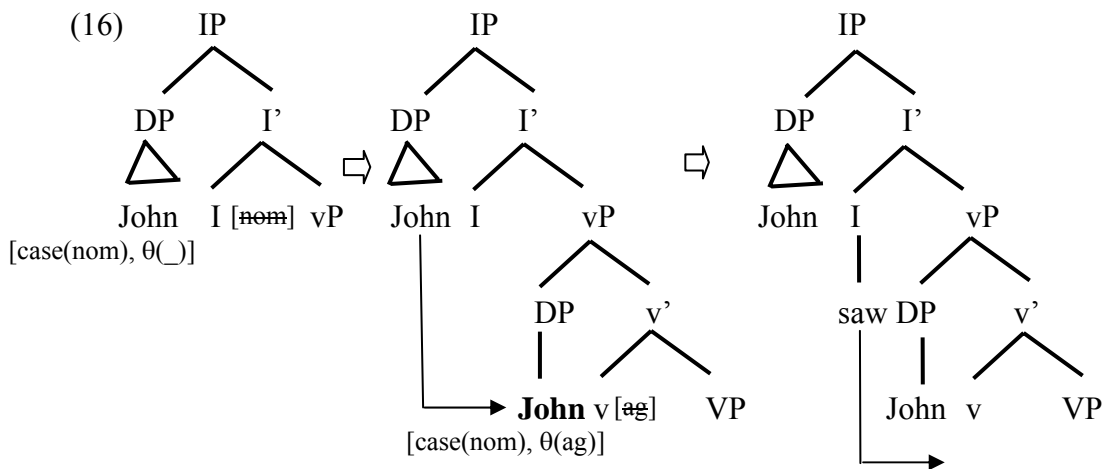 (16) IP IP IP
DP I’ DP I’ DP I’
John I [nom] vP John I vP John I vP
[case(nom), θ(_)]
DP v’ saw DP v’
John v [ag] VP John v VP
[case(nom), θ(ag)]